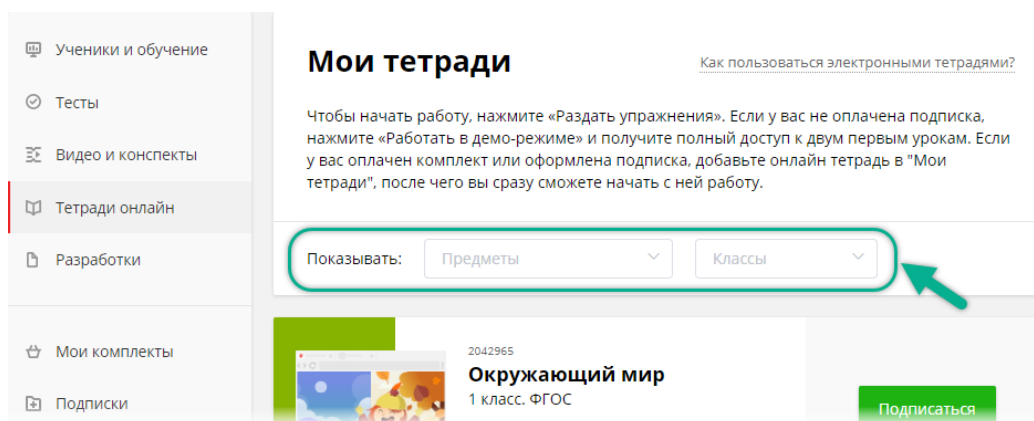 Ученики и обучение
Тесты
Видео и конспекты
Тетради онлайн
Разработки
Мои комплекты
Подписки
Мои тетради
Как пользоваться электронными тетрадями?
Чтобы начать работу, нажмите «Раздать упражнения». Если у вас не оплачена подписка,
нажмите «Работать в демо-режиме» и получите полный доступ к двум первым урокам. Если
у вас оплачен комплект или оформлена подписка, добавьте онлайн тетрадь в "Мои
тетради", после чего вы сразу сможете начать с ней работу.
Показывать: Предметы Классы
2042965
Окружающий мир
1 класс. ФГОС
Подписаться